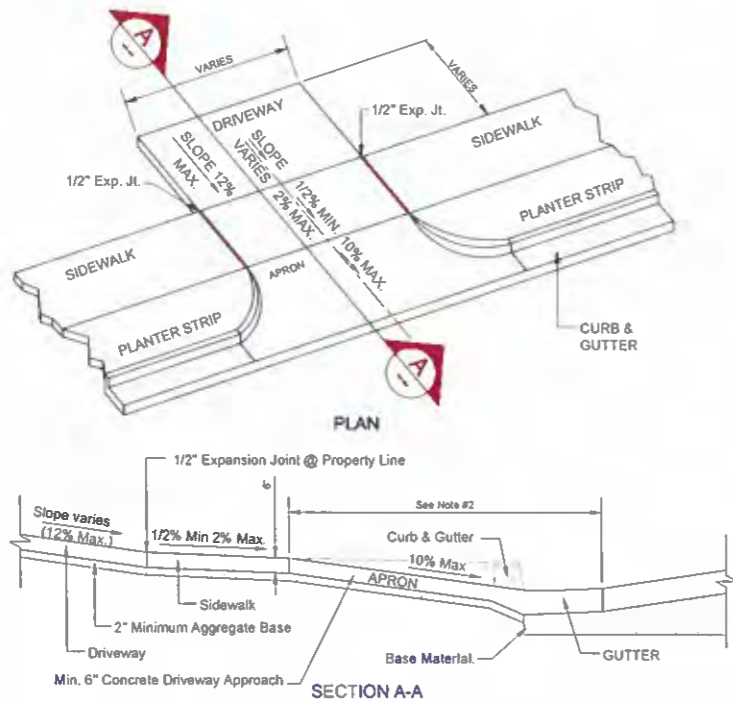 A
--
VARIES
VARIES
1/2" Exp. Jt.
DRIVEWAY
SIDEWALK
SLOPE 12%
MAX.
SLOPE
VARIES
1/2% MIN.
2% MAX.
10% MAX.
1/2" Exp. Jt.
PLANTER STRIP
SIDEWALK
APRON
PLANTER STRIP
CURB &
GUTTER
A
--
PLAN
1/2" Expansion Joint @ Property Line
6
See Note #2
Slope varies
(12% Max.)
1/2% Min 2% Max.
Curb & Gutter
10% Max
APRON
Sidewalk
2" Minimum Aggregate Base
Driveway
Base Material.
GUTTER
Min. 6" Concrete Driveway Approach
SECTION A-A